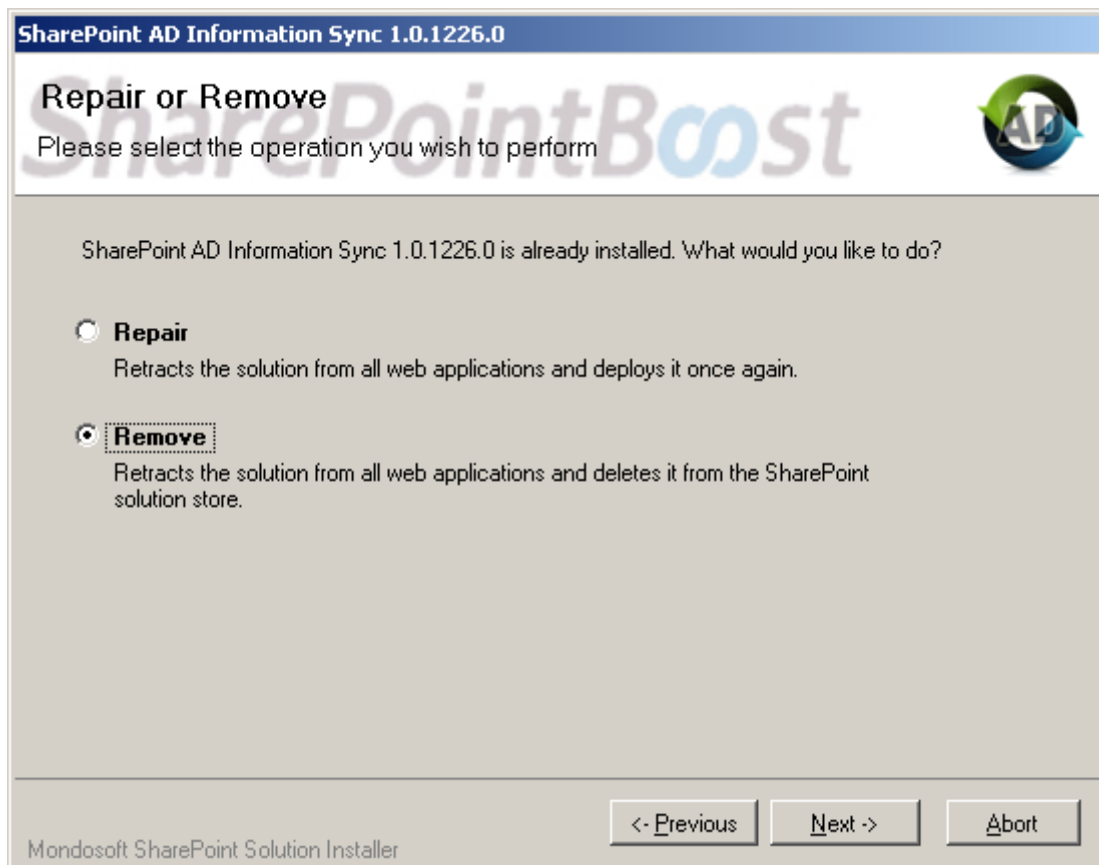 SharePoint AD Information Sync 1.0.1226.0
SharePointBoost
Repair or Remove
Please select the operation you wish to perform
AD
SharePoint AD Information Sync 1.0.1226.0 is already installed. What would you like to do?
Repair
Retracts the solution from all web applications and deploys it once again.
Remove
Retracts the solution from all web applications and deletes it from the SharePoint
solution store.
<- Previous
Next ->
Abort
Mondosoft SharePoint Solution Installer